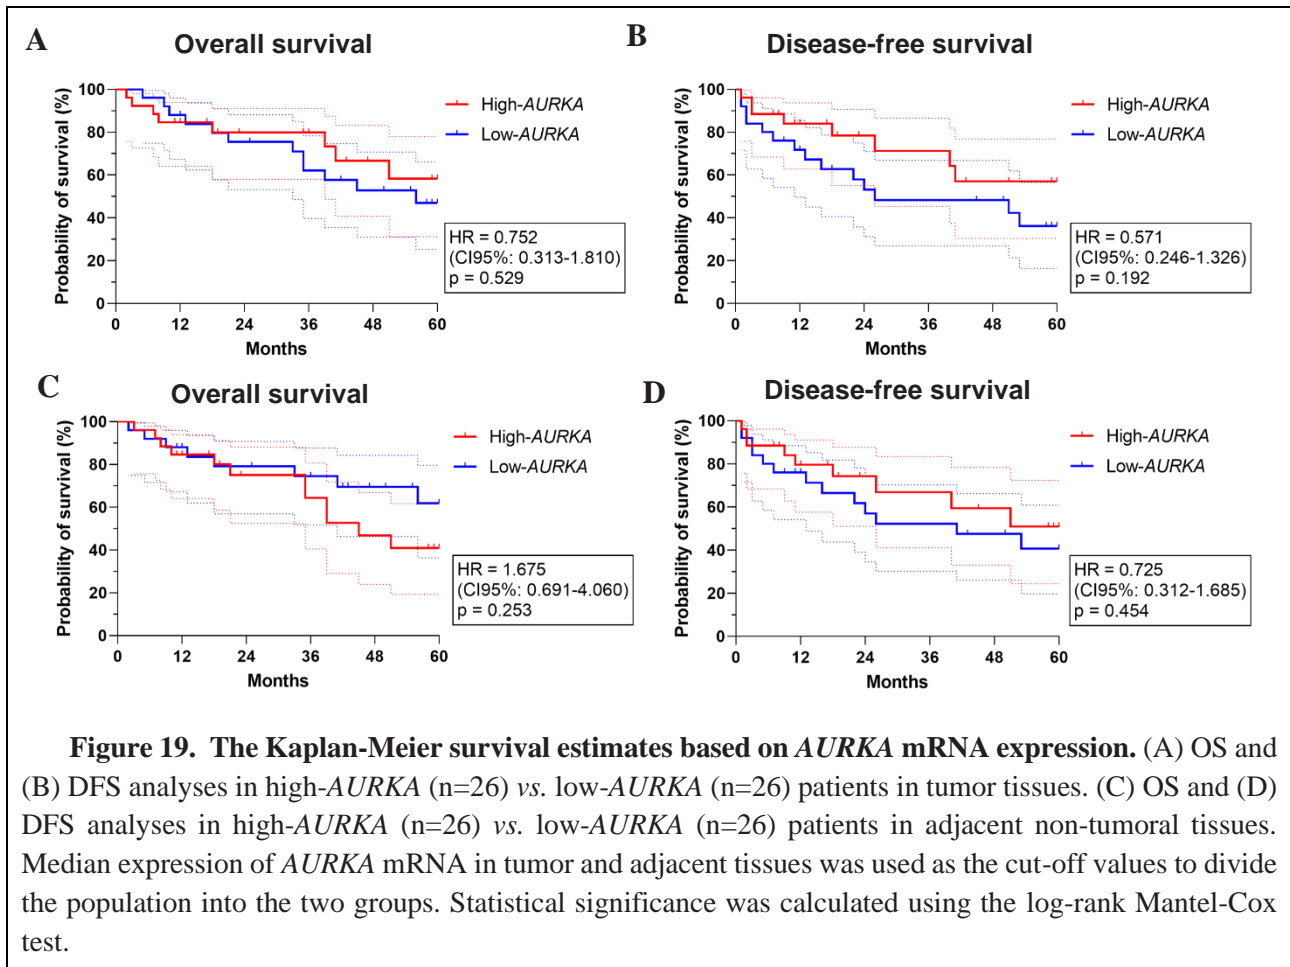 A
Overall survival
Probability of survival (%)
100
80
60
40
20
0
0
12
24
36
48
60
Months
High-AURKA
Low-AURKA
HR = 0.752
(CI95%: 0.313-1.810)
p = 0.529
B
Disease-free survival
Probability of survival (%)
100
80
60
40
20
0
0
12
24
36
48
60
Months
High-AURKA
Low-AURKA
HR = 0.571
(CI95%: 0.246-1.326)
p = 0.192
C
Overall survival
Probability of survival (%)
100
80
60
40
20
0
0
12
24
36
48
60
Months
High-AURKA
Low-AURKA
HR = 1.675
(CI95%: 0.691-4.060)
p = 0.253
D
Disease-free survival
Probability of survival (%)
100
80
60
40
20
0
0
12
24
36
48
60
Months
High-AURKA
Low-AURKA
HR = 0.725
(CI95%: 0.312-1.685)
p = 0.454
Figure 19. The Kaplan-Meier survival estimates based on AURKA mRNA expression. (A) OS and
(B) DFS analyses in high-AURKA (n=26) vs. low-AURKA (n=26) patients in tumor tissues. (C) OS and (D)
DFS analyses in high-AURKA (n=26) vs. low-AURKA (n=26) patients in adjacent non-tumoral tissues.
Median expression of AURKA mRNA in tumor and adjacent tissues was used as the cut-off values to divide
the population into the two groups. Statistical significance was calculated using the log-rank Mantel-Cox
test.